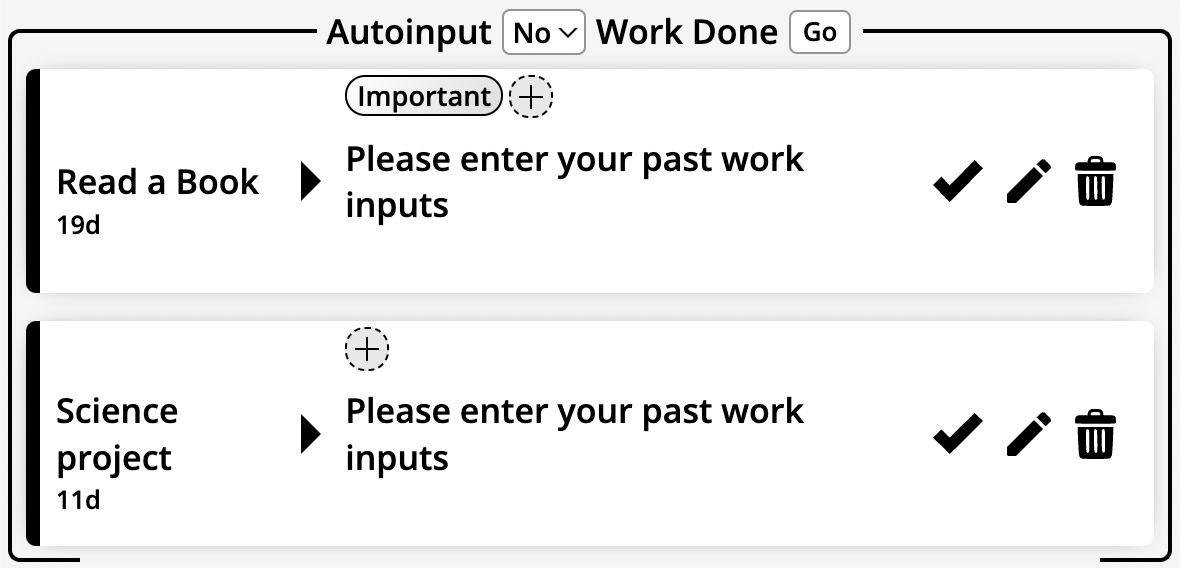 Autoinput No Work Done Go
Important
Please enter your past work
inputs
Read a Book
19d
Please enter your past work
inputs
Science
project
11d